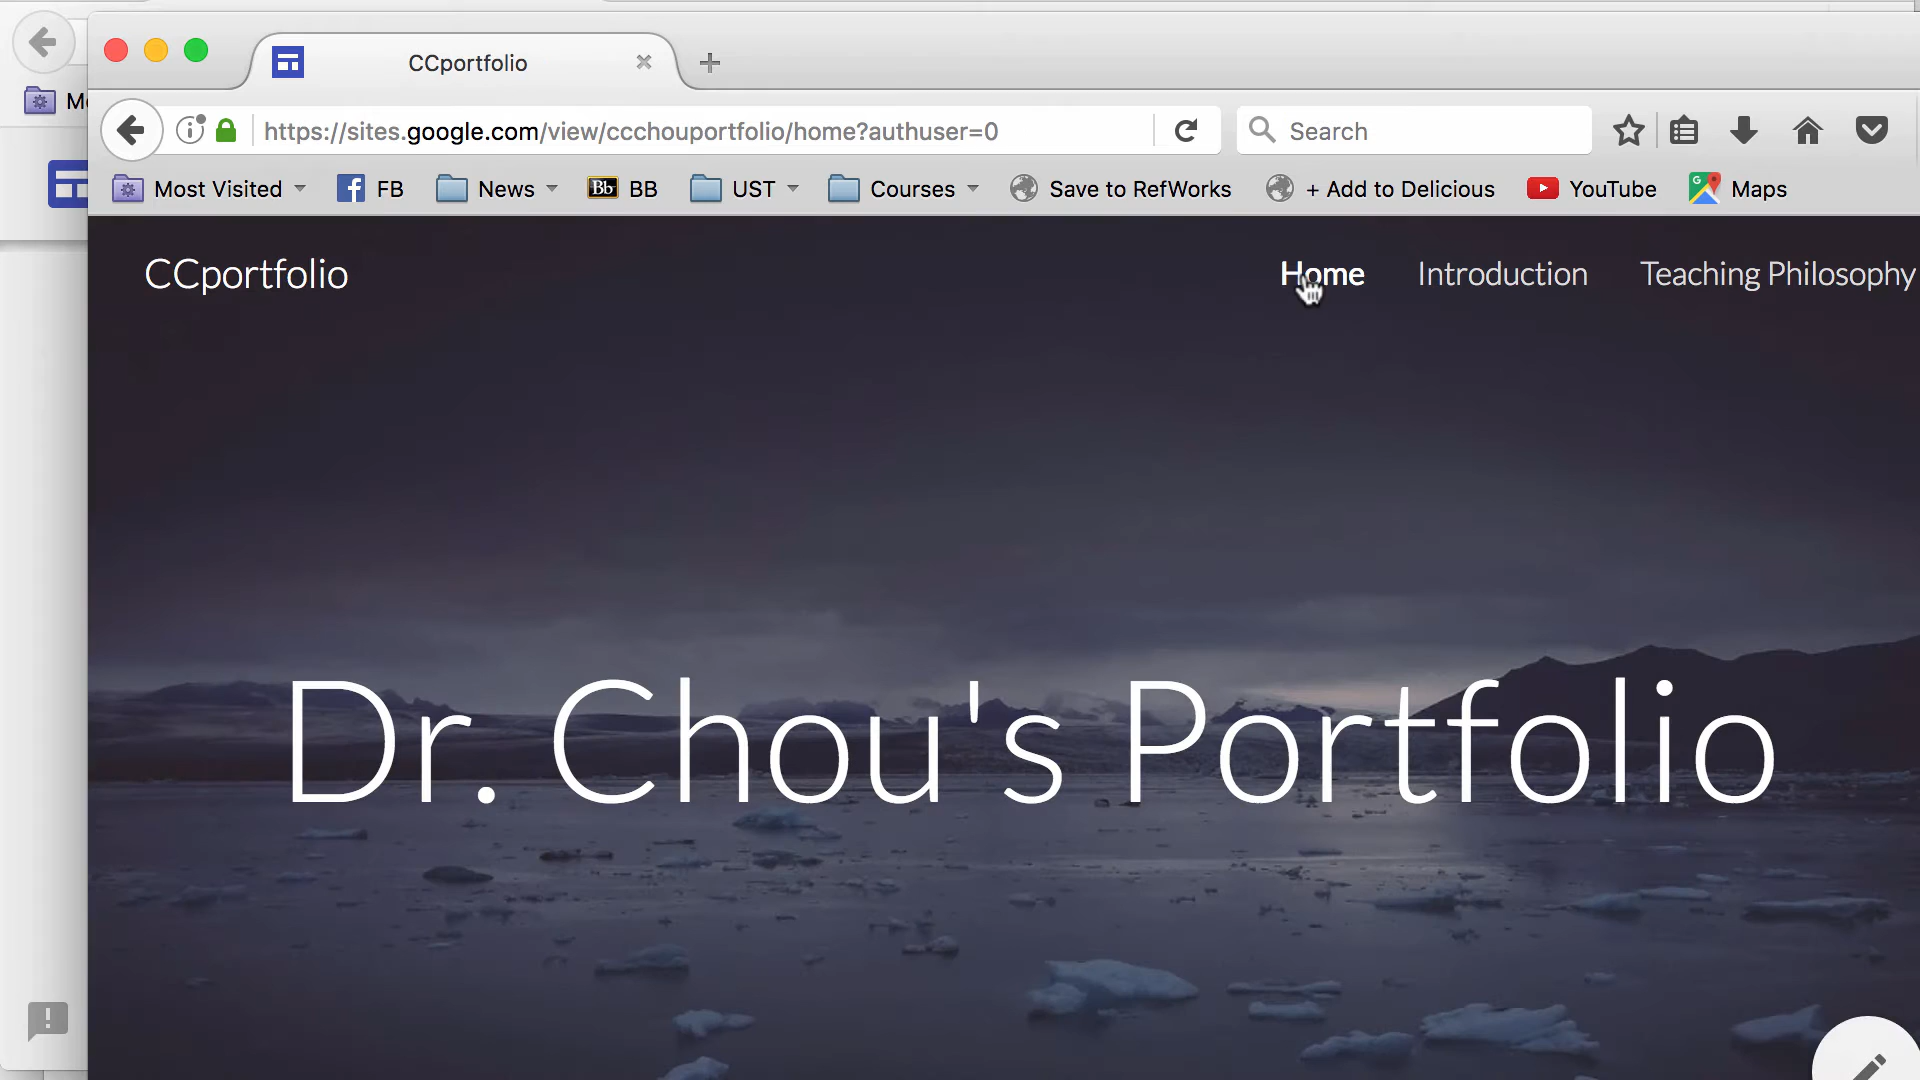 CCportfolio
https://sites.google.com/view/ccchouportfolio/home?authuser=0
Search
Most Visited
FB
News
Bb BB
UST
Courses
Save to RefWorks
+ Add to Delicious
YouTube
Maps
CCportfolio
Home
Introduction
Teaching Philosophy
Dr. Chou's Portfolio